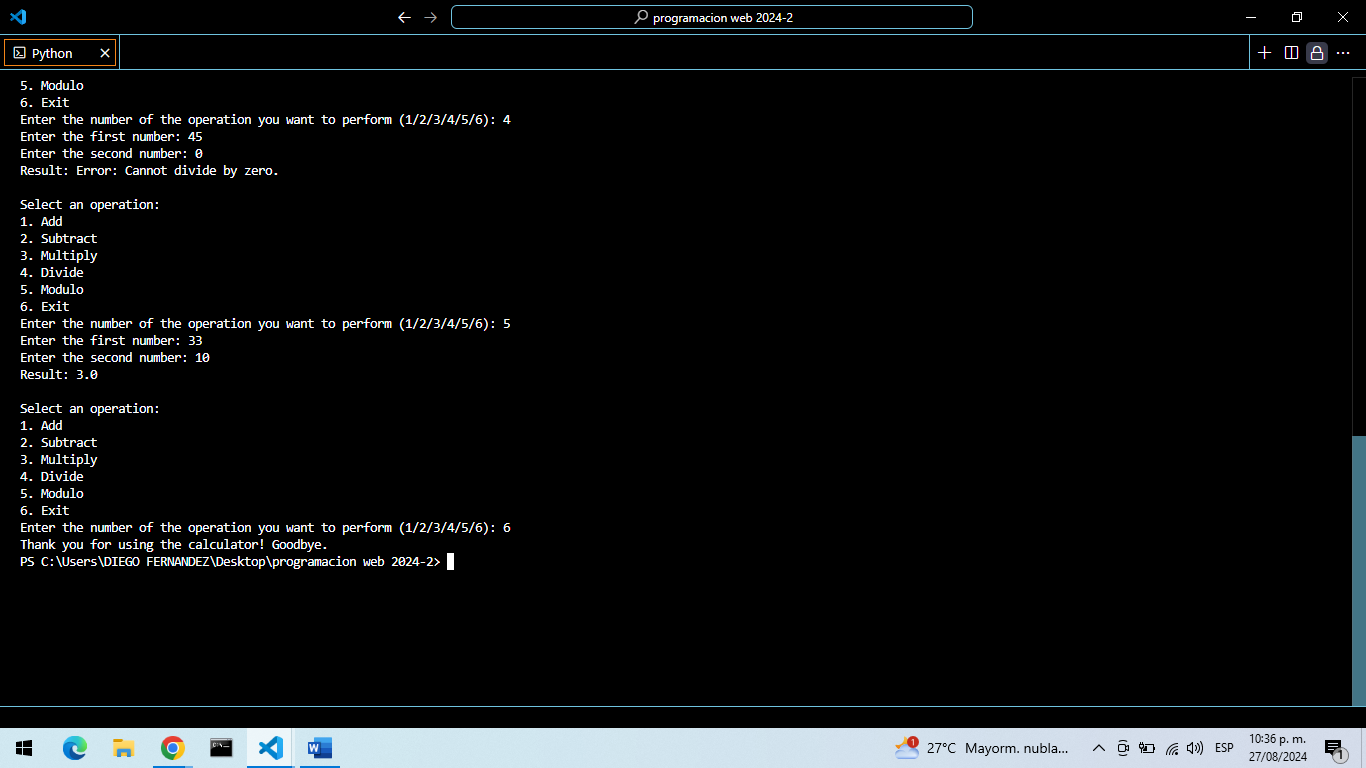 programacion web 2024-2
Python
5. Modulo
6. Exit
Enter the number of the operation you want to perform (1/2/3/4/5/6): 4
Enter the first number: 45
Enter the second number: 0
Result: Error: Cannot divide by zero.
Select an operation:
1. Add
2. Subtract
3. Multiply
4. Divide
5. Modulo
6. Exit
Enter the number of the operation you want to perform (1/2/3/4/5/6): 5
Enter the first number: 33
Enter the second number: 10
Result: 3.0
Select an operation:
1. Add
2. Subtract
3. Multiply
4. Divide
5. Modulo
6. Exit
Enter the number of the operation you want to perform (1/2/3/4/5/6): 6
Thank you for using the calculator! Goodbye.
PS C:\Users\DIEGO FERNANDEZ\Desktop\programacion web 2024-2>
1 27°C Mayorm. nubla... ESP 10:36 p. m.
27/08/2024 1